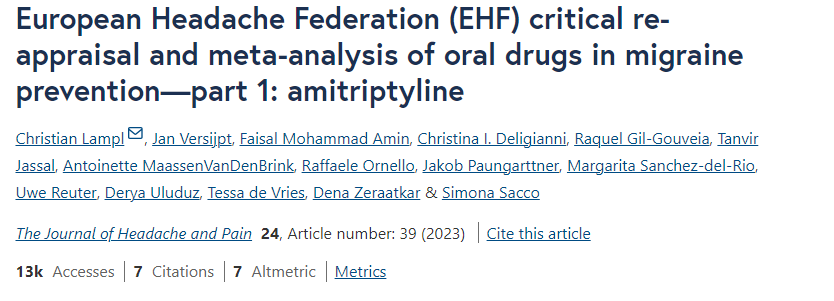 European Headache Federation (EHF) critical re-
appraisal and meta-analysis of oral drugs in migraine
prevention—part 1: amitriptyline
Christian Lampl, Jan Versijpt, Faisal Mohammad Amin, Christina I. Deligianni, Raquel Gil-Gouveia, Tanvir
Jassal, Antoinette MaassenVanDenBrink, Raffaele Ornello, Jakob Paungarttner, Margarita Sanchez-del-Rio,
Uwe Reuter, Derya Uluduz, Tessa de Vries, Dena Zeraatkar & Simona Sacco
The Journal of Headache and Pain 24, Article number: 39 (2023) | Cite this article
13k Accesses | 7 Citations | 7 Altmetric | Metrics